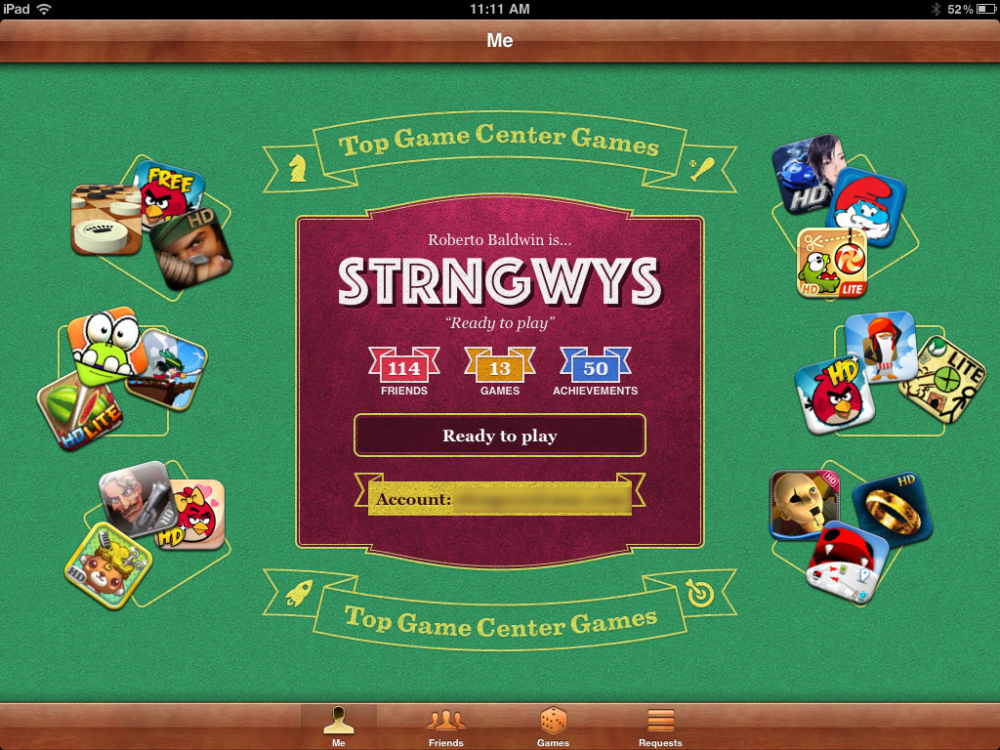 iPad 11:11 AM 52%
Me
Top Game Center Games
FREE
HD
HD
HD LITE
Roberto Baldwin is...
STRNGWYS
“Ready to play”
114 13 50
FRIENDS GAMES ACHIEVEMENTS
HD LITE
LITE
HD
Ready to play
Account:
HD
HD
HD
HD
HD
Top Game Center Games
Me Friends Games Requests